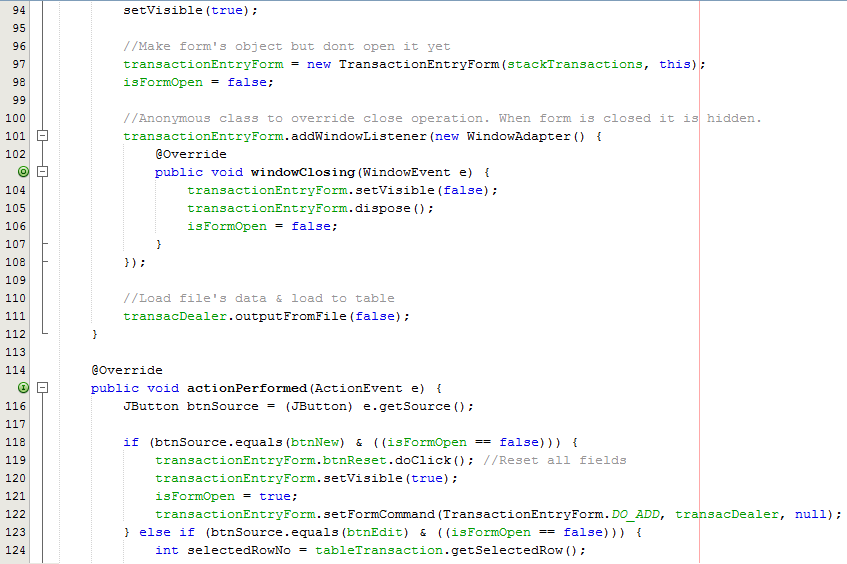 94 setVisible(true);
95
96 //Make form's object but dont open it yet
97 transactionEntryForm = new TransactionEntryForm(stackTransactions, this);
98 isFormOpen = false;
99
100 //Anonymous class to override close operation. When form is closed it is hidden.
101 transactionEntryForm.addWindowListener(new WindowAdapter() {
102 @Override
public void windowClosing(WindowEvent e) {
104 transactionEntryForm.setVisible(false);
105 transactionEntryForm.dispose();
106 isFormOpen = false;
107 }
108 });
109
110 //Load file's data & load to table
111 transacDealer.outputFromFile(false);
112 }
113
114 @Override
public void actionPerformed(ActionEvent e) {
116 JButton btnSource = (JButton) e.getSource();
117
118 if (btnSource.equals(btnNew) & ((isFormOpen == false))) {
119 transactionEntryForm.btnReset.doClick(); //Reset all fields
120 transactionEntryForm.setVisible(true);
121 isFormOpen = true;
122 transactionEntryForm.setFormCommand(TransactionEntryForm.DO_ADD, transacDealer, null);
123 } else if (btnSource.equals(btnEdit) & ((isFormOpen == false))) {
124 int selectedRowNo = tableTransaction.getSelectedRow();